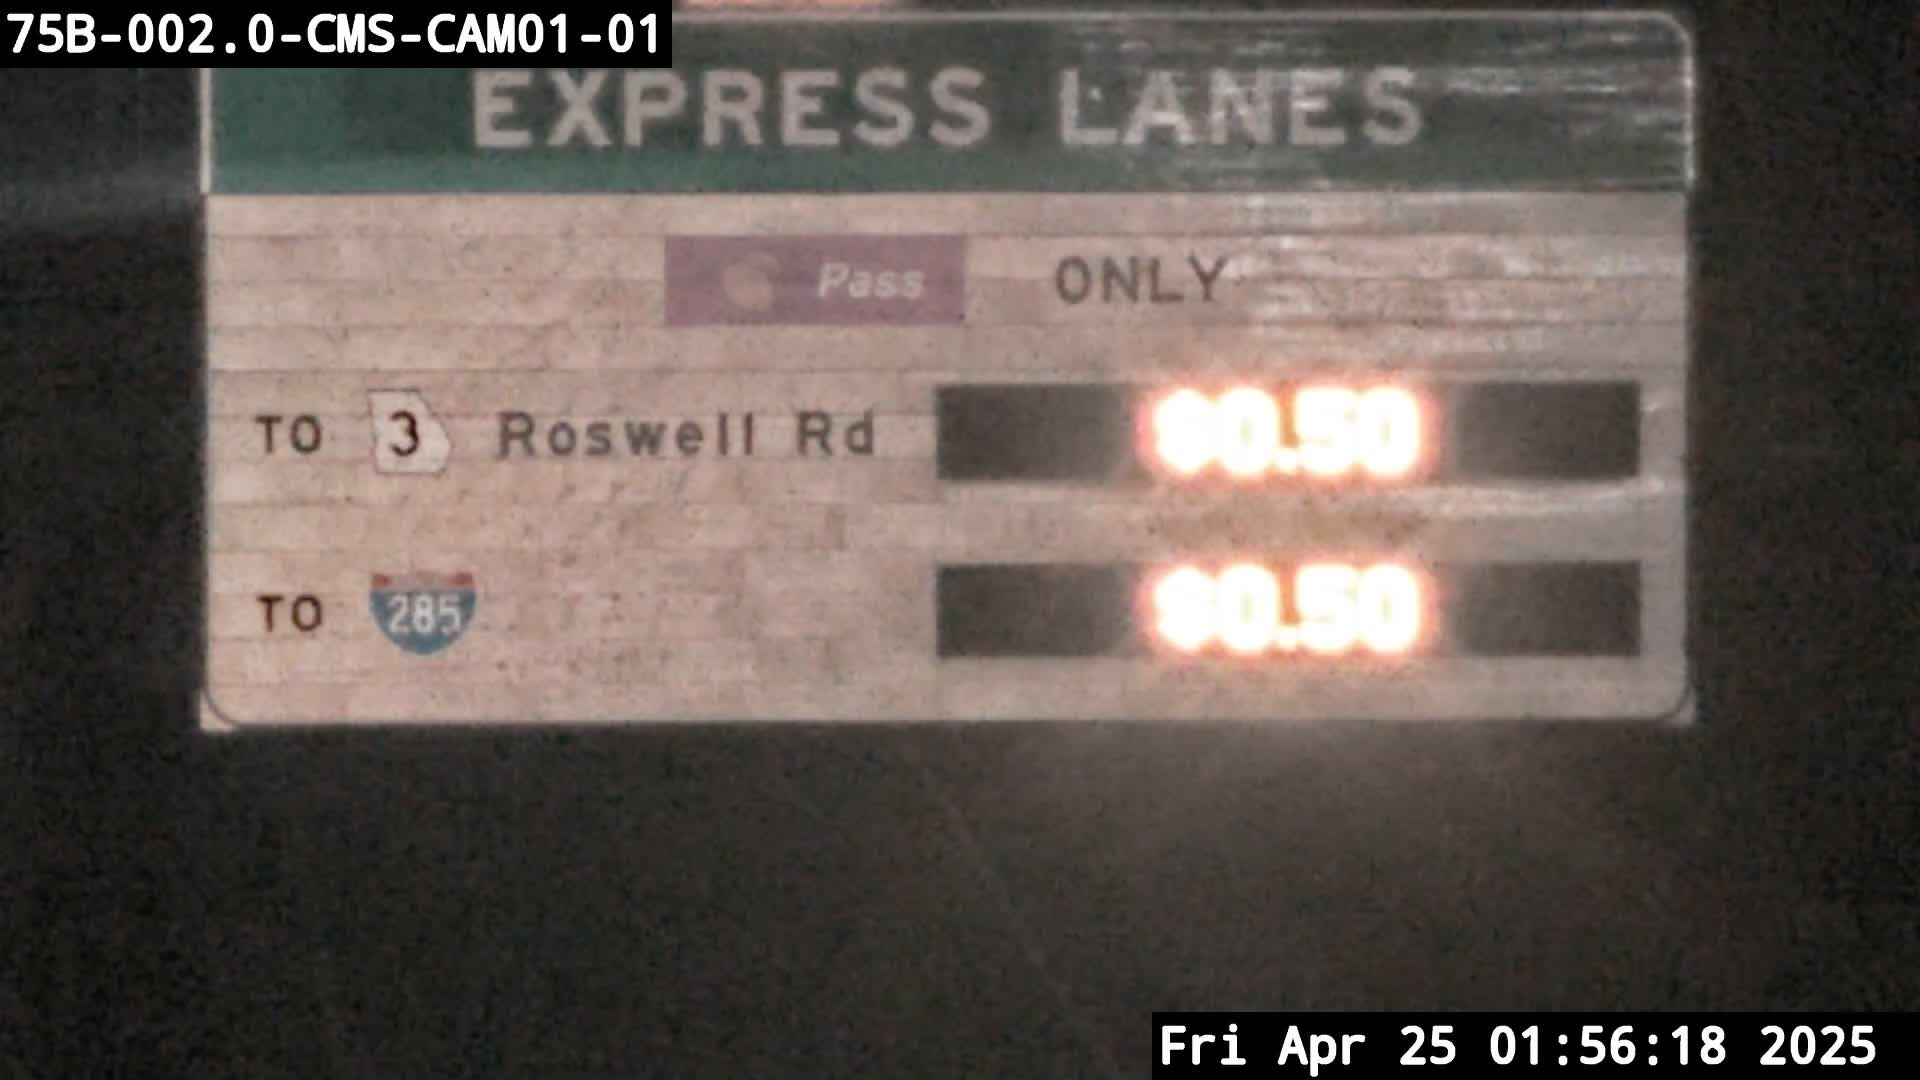 75B-002.0-CMS-CAM01-01
EXPRESS LANES
Pass ONLY
TO 3 Roswell Rd $0.50
TO 285 $0.50
Fri Apr 25 01:56:18 2025